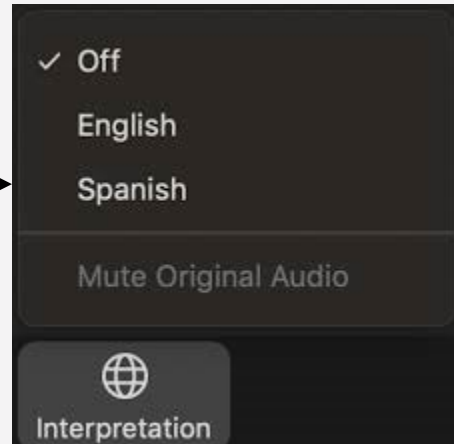 Off
English
Spanish
Mute Original Audio
Interpretation